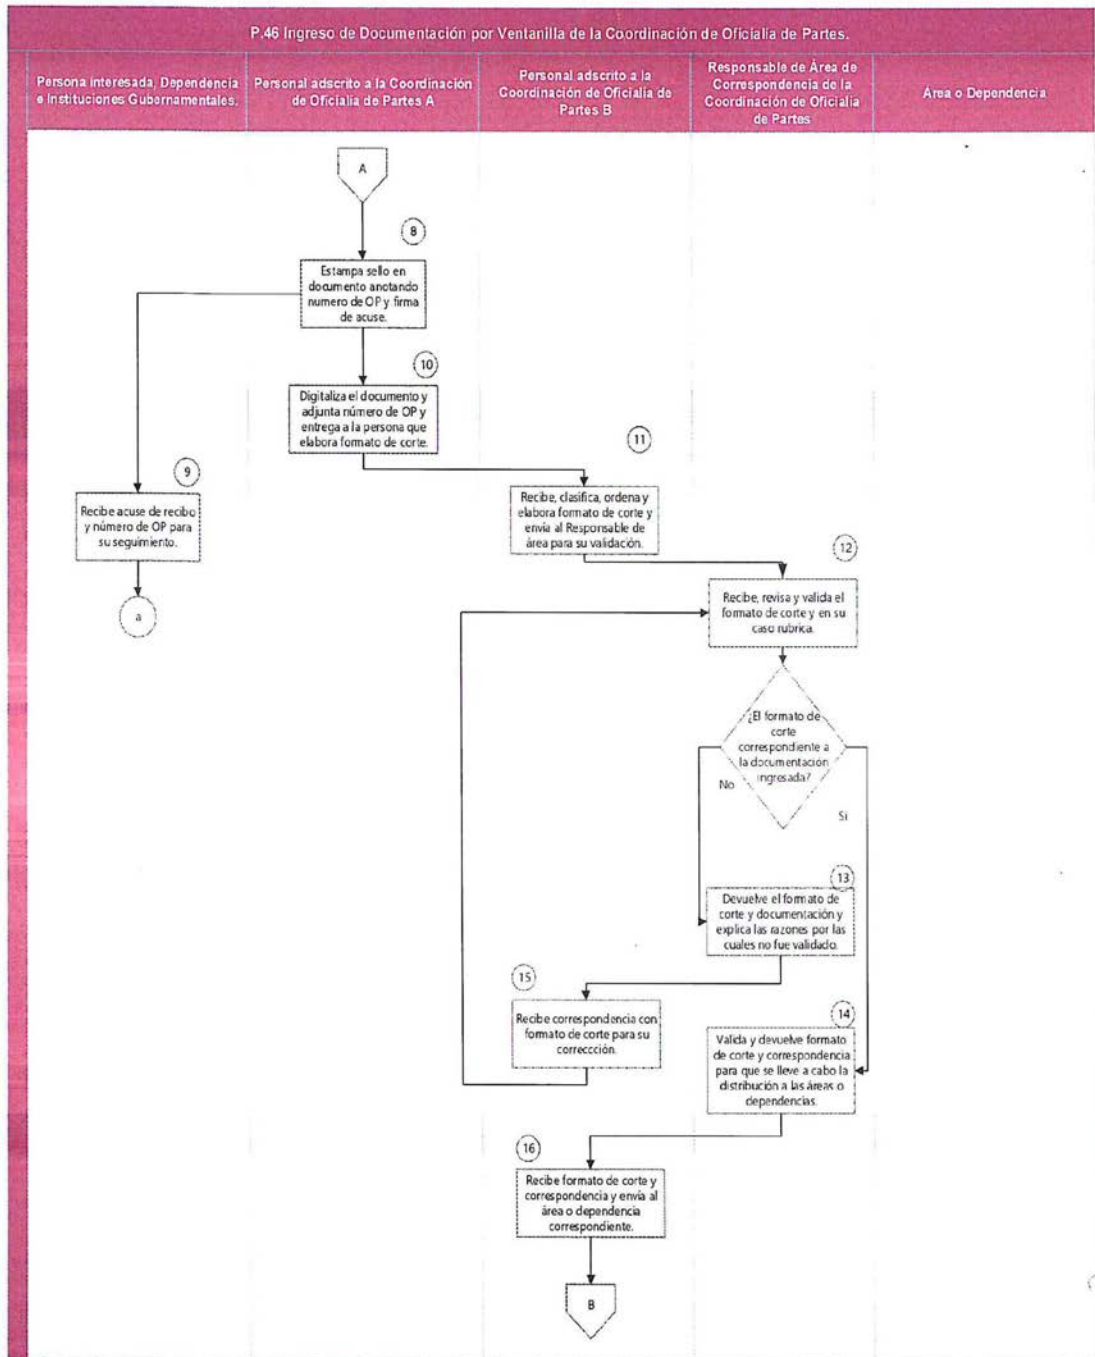 P.46 Ingreso de Documentación por Ventanilla de la Coordinación de Oficialía de Partes.
Persona interesada, Dependencia
e Instituciones Gubernamentales.
Personal adscrito a la Coordinación
de Oficialía de Partes A
Personal adscrito a la
Coordinación de Oficialía de
Partes B
Responsable de Área de
Correspondencia de la
Coordinación de Oficialía
de Partes
Área o Dependencia
A
8
Estampa sello en
documento anotando
numero de OP y firma
de acuse.
10
Digitaliza el documento y
adjunta número de OP y
entrega a la persona que
elabora formato de corte.
9
Recibe acuse de recibo
y número de OP para
su seguimiento.
a
11
Recibe, clasifica, ordena y
elabora formato de corte y
envía al Responsable de
área para su validación.
12
Recibe, revisa y valida el
formato de corte y en su
caso rubrica.
¿El formato de
corte
correspondiente a
la documentación
ingresada?
No
Si
13
Devuelve el formato de
corte y documentación y
explica las razones por las
cuales no fue validado.
15
Recibe correspondencia con
formato de corte para su
correccción.
14
Valida y devuelve formato
de corte y correspondencia
para que se lleve a cabo la
distribución a las áreas o
dependencias.
16
Recibe formato de corte y
correspondencia y envía al
área o dependencia
correspondiente.
B